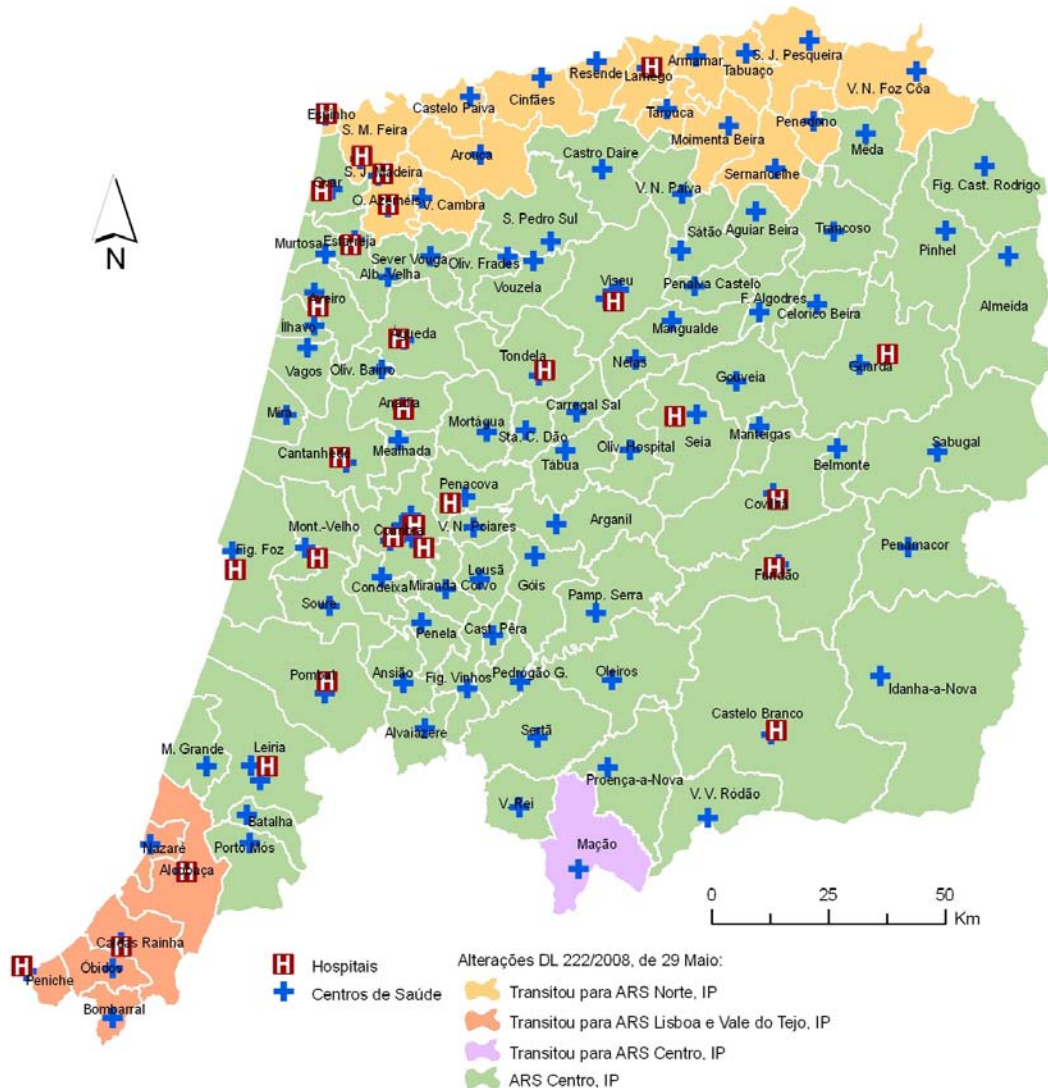 S. J. Pesqueira
Armamar
Tabuaço
Resende
Lamego
Cinfães
V. N. Foz Côa
Castelo Paiva
Espinho
Tarouca
Penedono
S. M. Feira
Moimenta Beira
Meda
Arouca
Castro Daire
S. J. Madeira
Sernancelhe
Fig. Cast. Rodrigo
Ovar
V. N. Paiva
O. Azeméis
V. Cambra
S. Pedro Sul
Aguiar Beira
Trancoso
Estarreja
Sátão
Murtosa
Sever Vouga
Oliv. Frades
Pinhel
Alb.-Velha
Viseu
Vouzela
Penalva Castelo
Aveiro
F. Algodres
Almeida
Celorico Beira
Ílhavo
Mangualde
Águeda
Tondela
Nelas
Vagos
Oliv. Bairro
Guarda
Gouveia
Anadia
Carregal Sal
Mira
Mortágua
Sta. C. Dão
Seia
Manteigas
Sabugal
Mealhada
Oliv. Hospital
Cantanhede
Tábua
Belmonte
Penacova
Covilhã
Arganil
Mont.-Velho
Coimbra
V. N. Poiares
Penamacor
Fig. Foz
Fundão
Lousã
Góis
Condeixa
Miranda Corvo
Pamp. Serra
Soure
Penela
Cast. Pêra
Ansião
Pedrogão G.
Oleiros
Pombal
Fig. Vinhos
Idanha-a-Nova
Castelo Branco
Alvaiazere
Sertã
M. Grande
Leiria
Proença-a-Nova
V. V. Ródão
V. Rei
Batalha
Nazaré
Porto Mós
Mação
Alcobaça
Caldas Rainha
Óbidos
Peniche
Bombarral
N
0 25 50
Km
H Hospitais
Centros de Saúde
Alterações DL 222/2008, de 29 Maio:
Transitou para ARS Norte, IP
Transitou para ARS Lisboa e Vale do Tejo, IP
Transitou para ARS Centro, IP
ARS Centro, IP